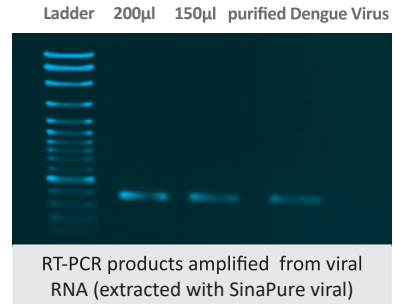 Ladder 200µl 150µl purified Dengue Virus
RT-PCR products amplified from viral
RNA (extracted with SinaPure viral)